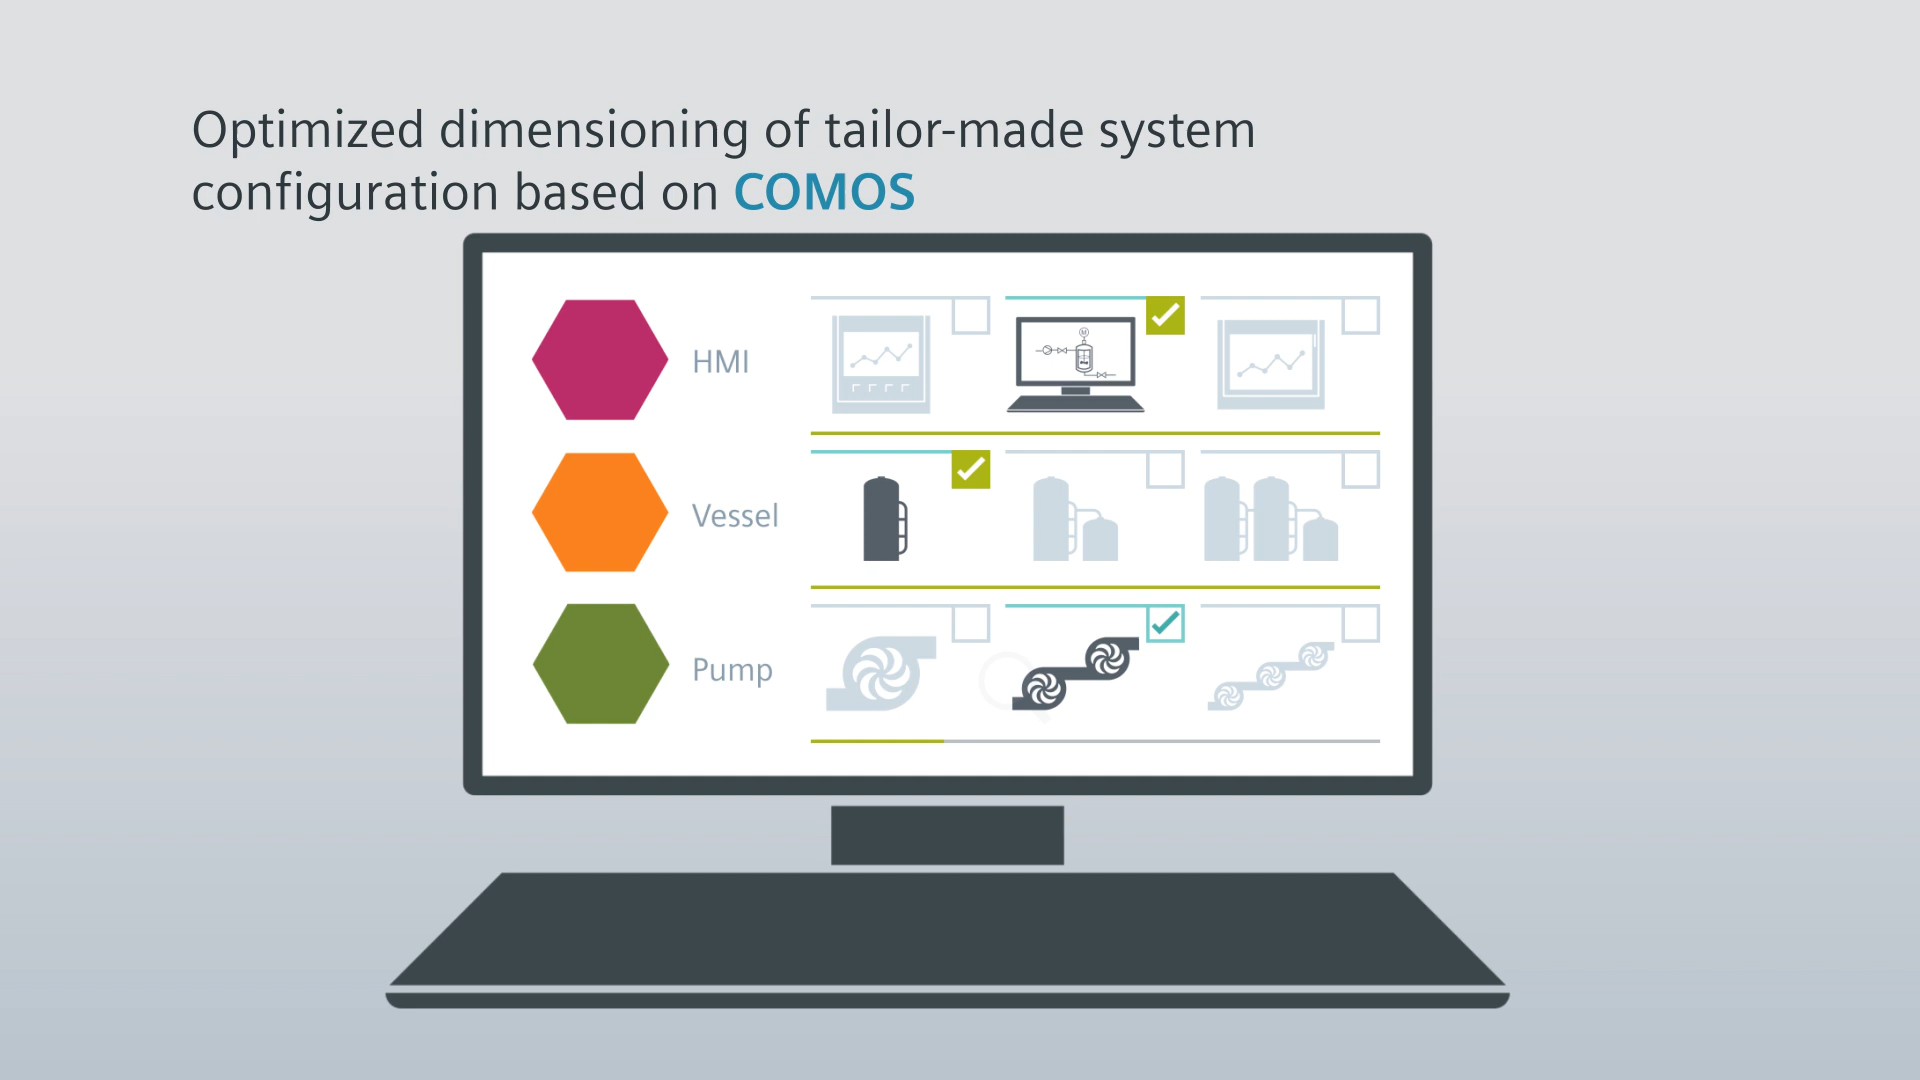 Optimized dimensioning of tailor-made system
configuration based on COMOS
HMI
M
Vessel
Pump